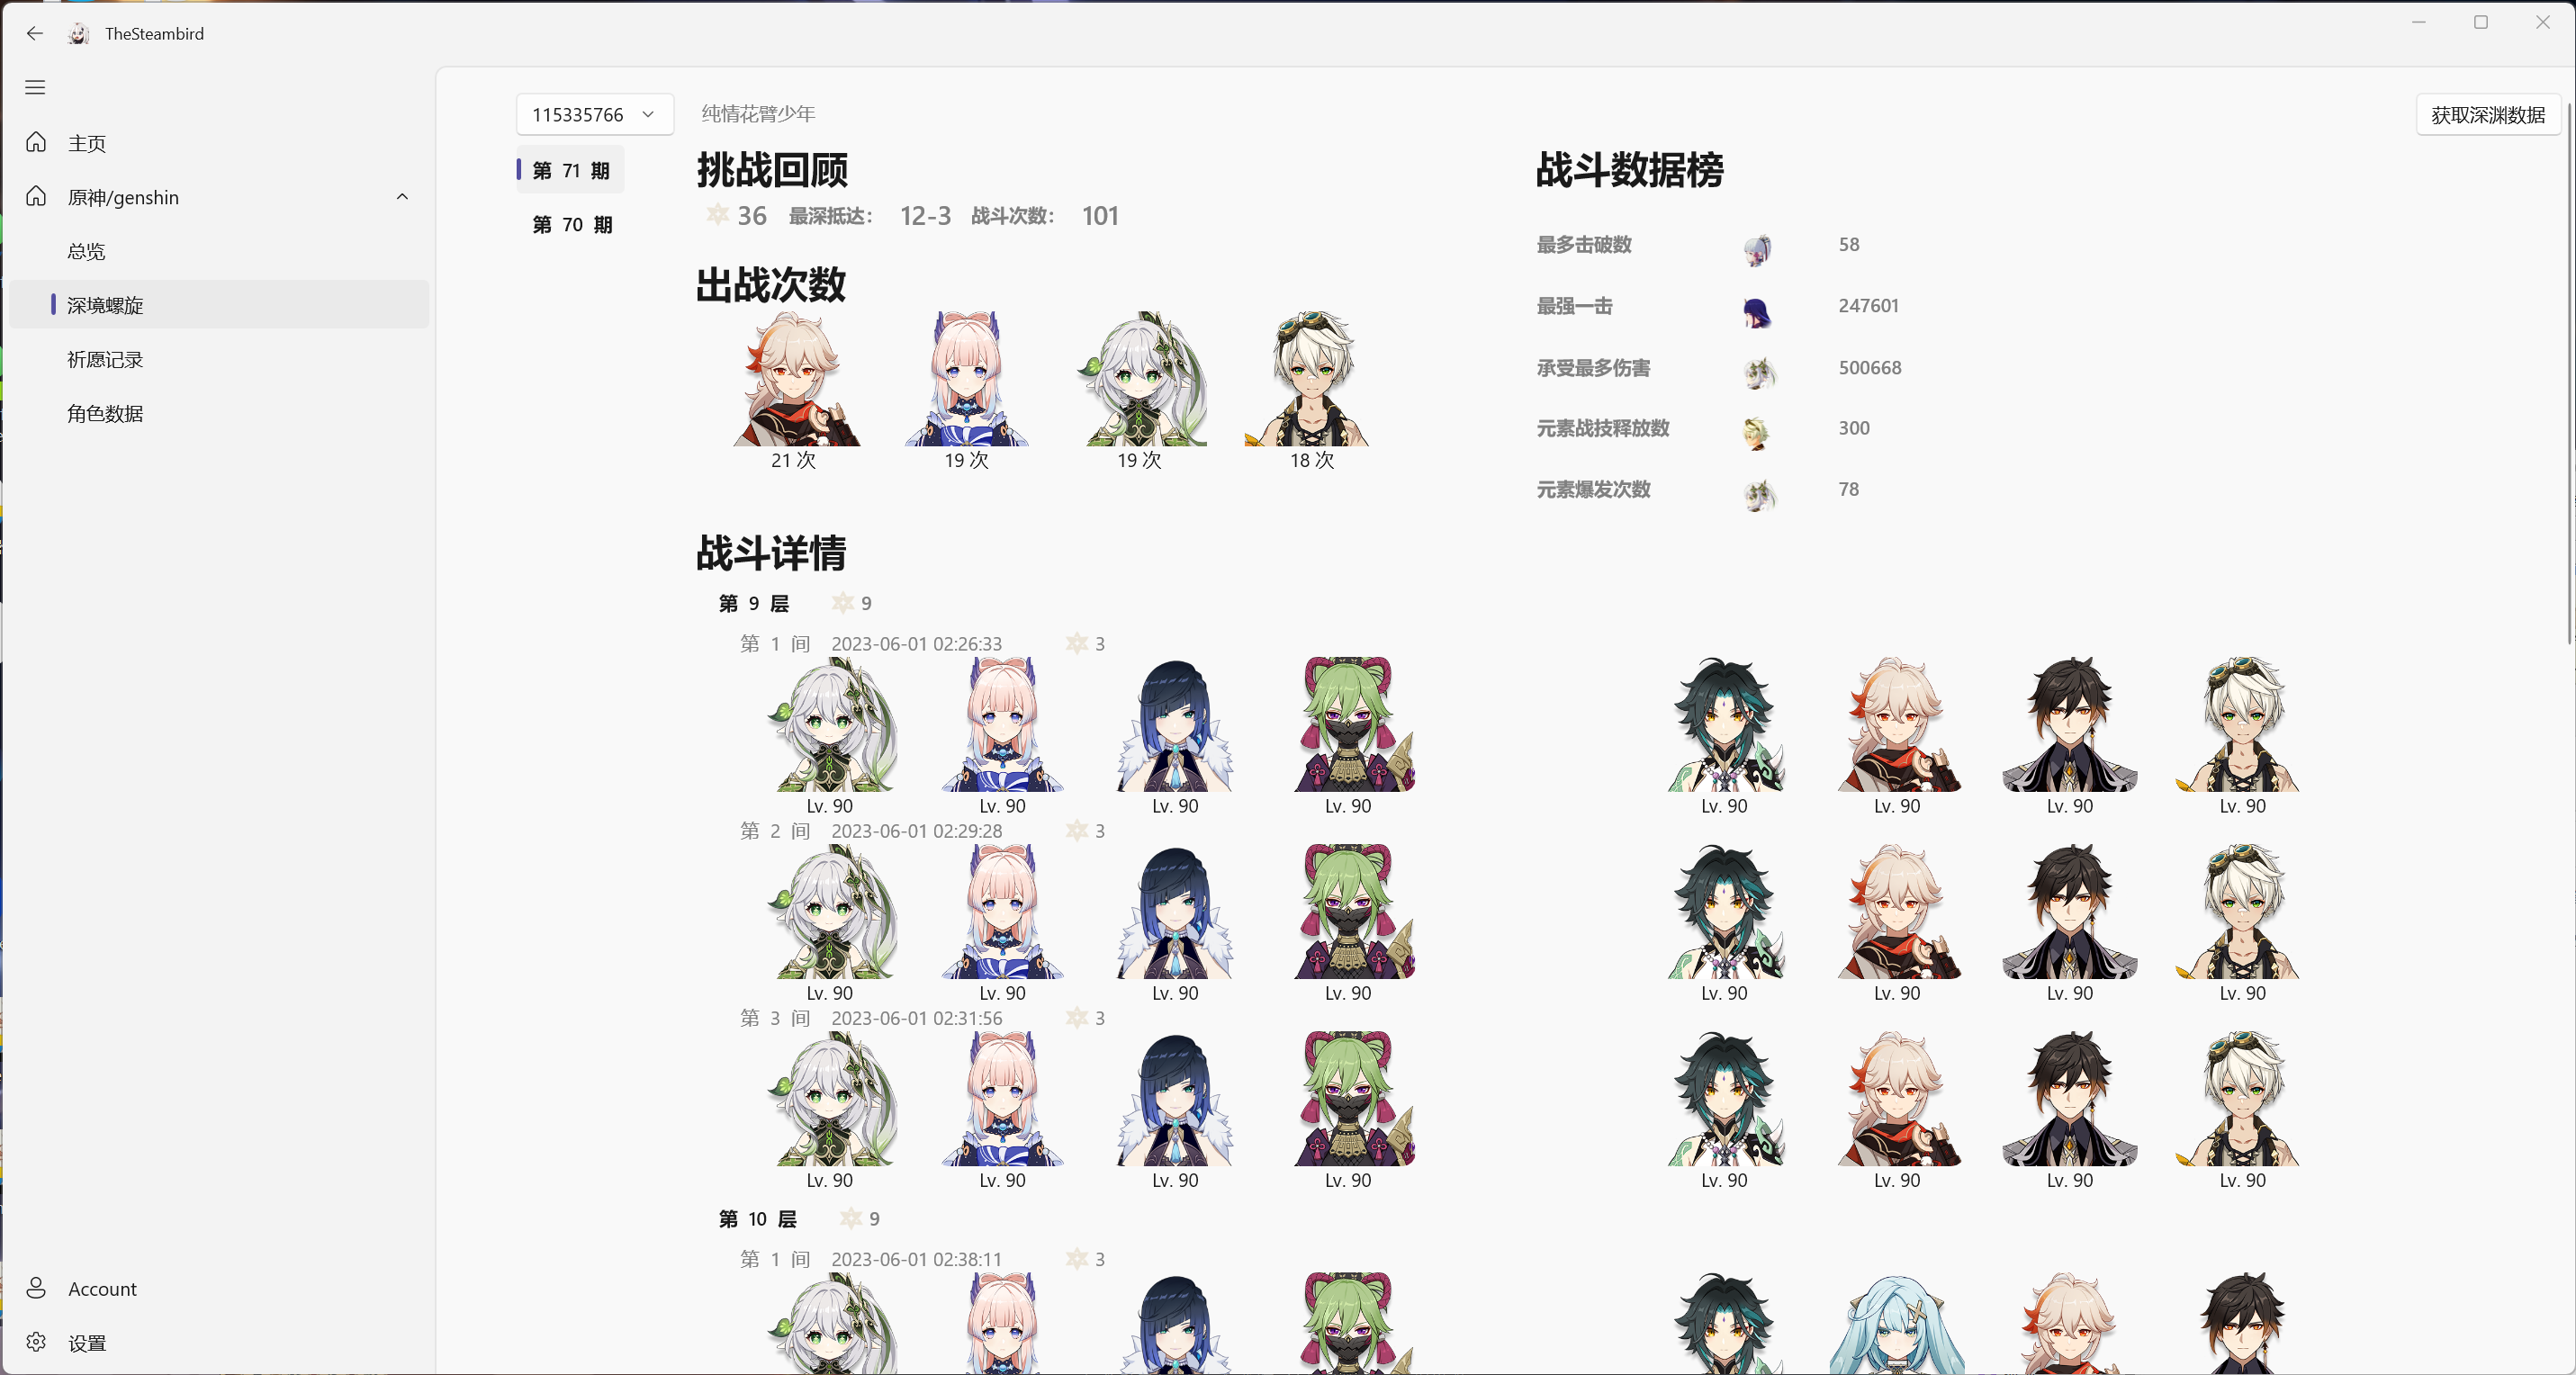 TheSteambird
主页
原神/genshin
总览
深境螺旋
祈愿记录
角色数据
Account
设置
115335766
纯情花臂少年
获取深渊数据
第 71 期
第 70 期
挑战回顾
36 最深抵达： 12-3 战斗次数： 101
出战次数
21 次 19 次 19 次 18 次
战斗数据榜
最多击破数 58
最强一击 247601
承受最多伤害 500668
元素战技释放数 300
元素爆发次数 78
战斗详情
第 9 层 9
第 1 间 2023-06-01 02:26:33 3
Lv. 90 Lv. 90 Lv. 90 Lv. 90 Lv. 90 Lv. 90 Lv. 90 Lv. 90
第 2 间 2023-06-01 02:29:28 3
Lv. 90 Lv. 90 Lv. 90 Lv. 90 Lv. 90 Lv. 90 Lv. 90 Lv. 90
第 3 间 2023-06-01 02:31:56 3
Lv. 90 Lv. 90 Lv. 90 Lv. 90 Lv. 90 Lv. 90 Lv. 90 Lv. 90
第 10 层 9
第 1 间 2023-06-01 02:38:11 3